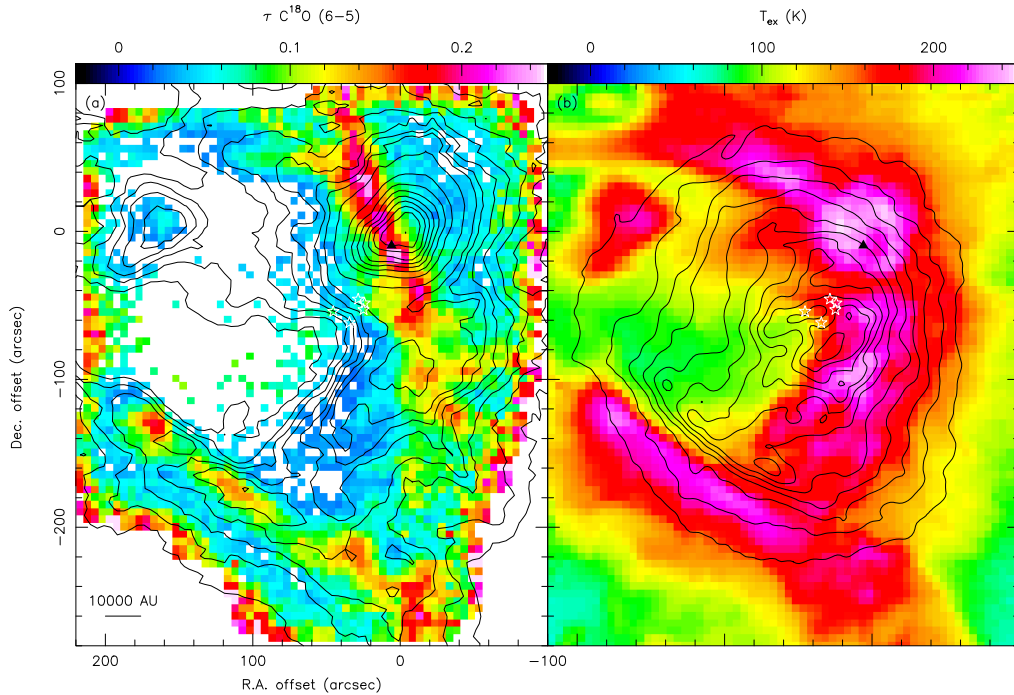 τ C¹⁸O (6−5)
T_ex (K)
0 0.1 0.2
0 100 200
(a)
(b)
100
0
−100
−200
Dec. offset (arcsec)
10000 AU
200 100 0 −100
R.A. offset (arcsec)